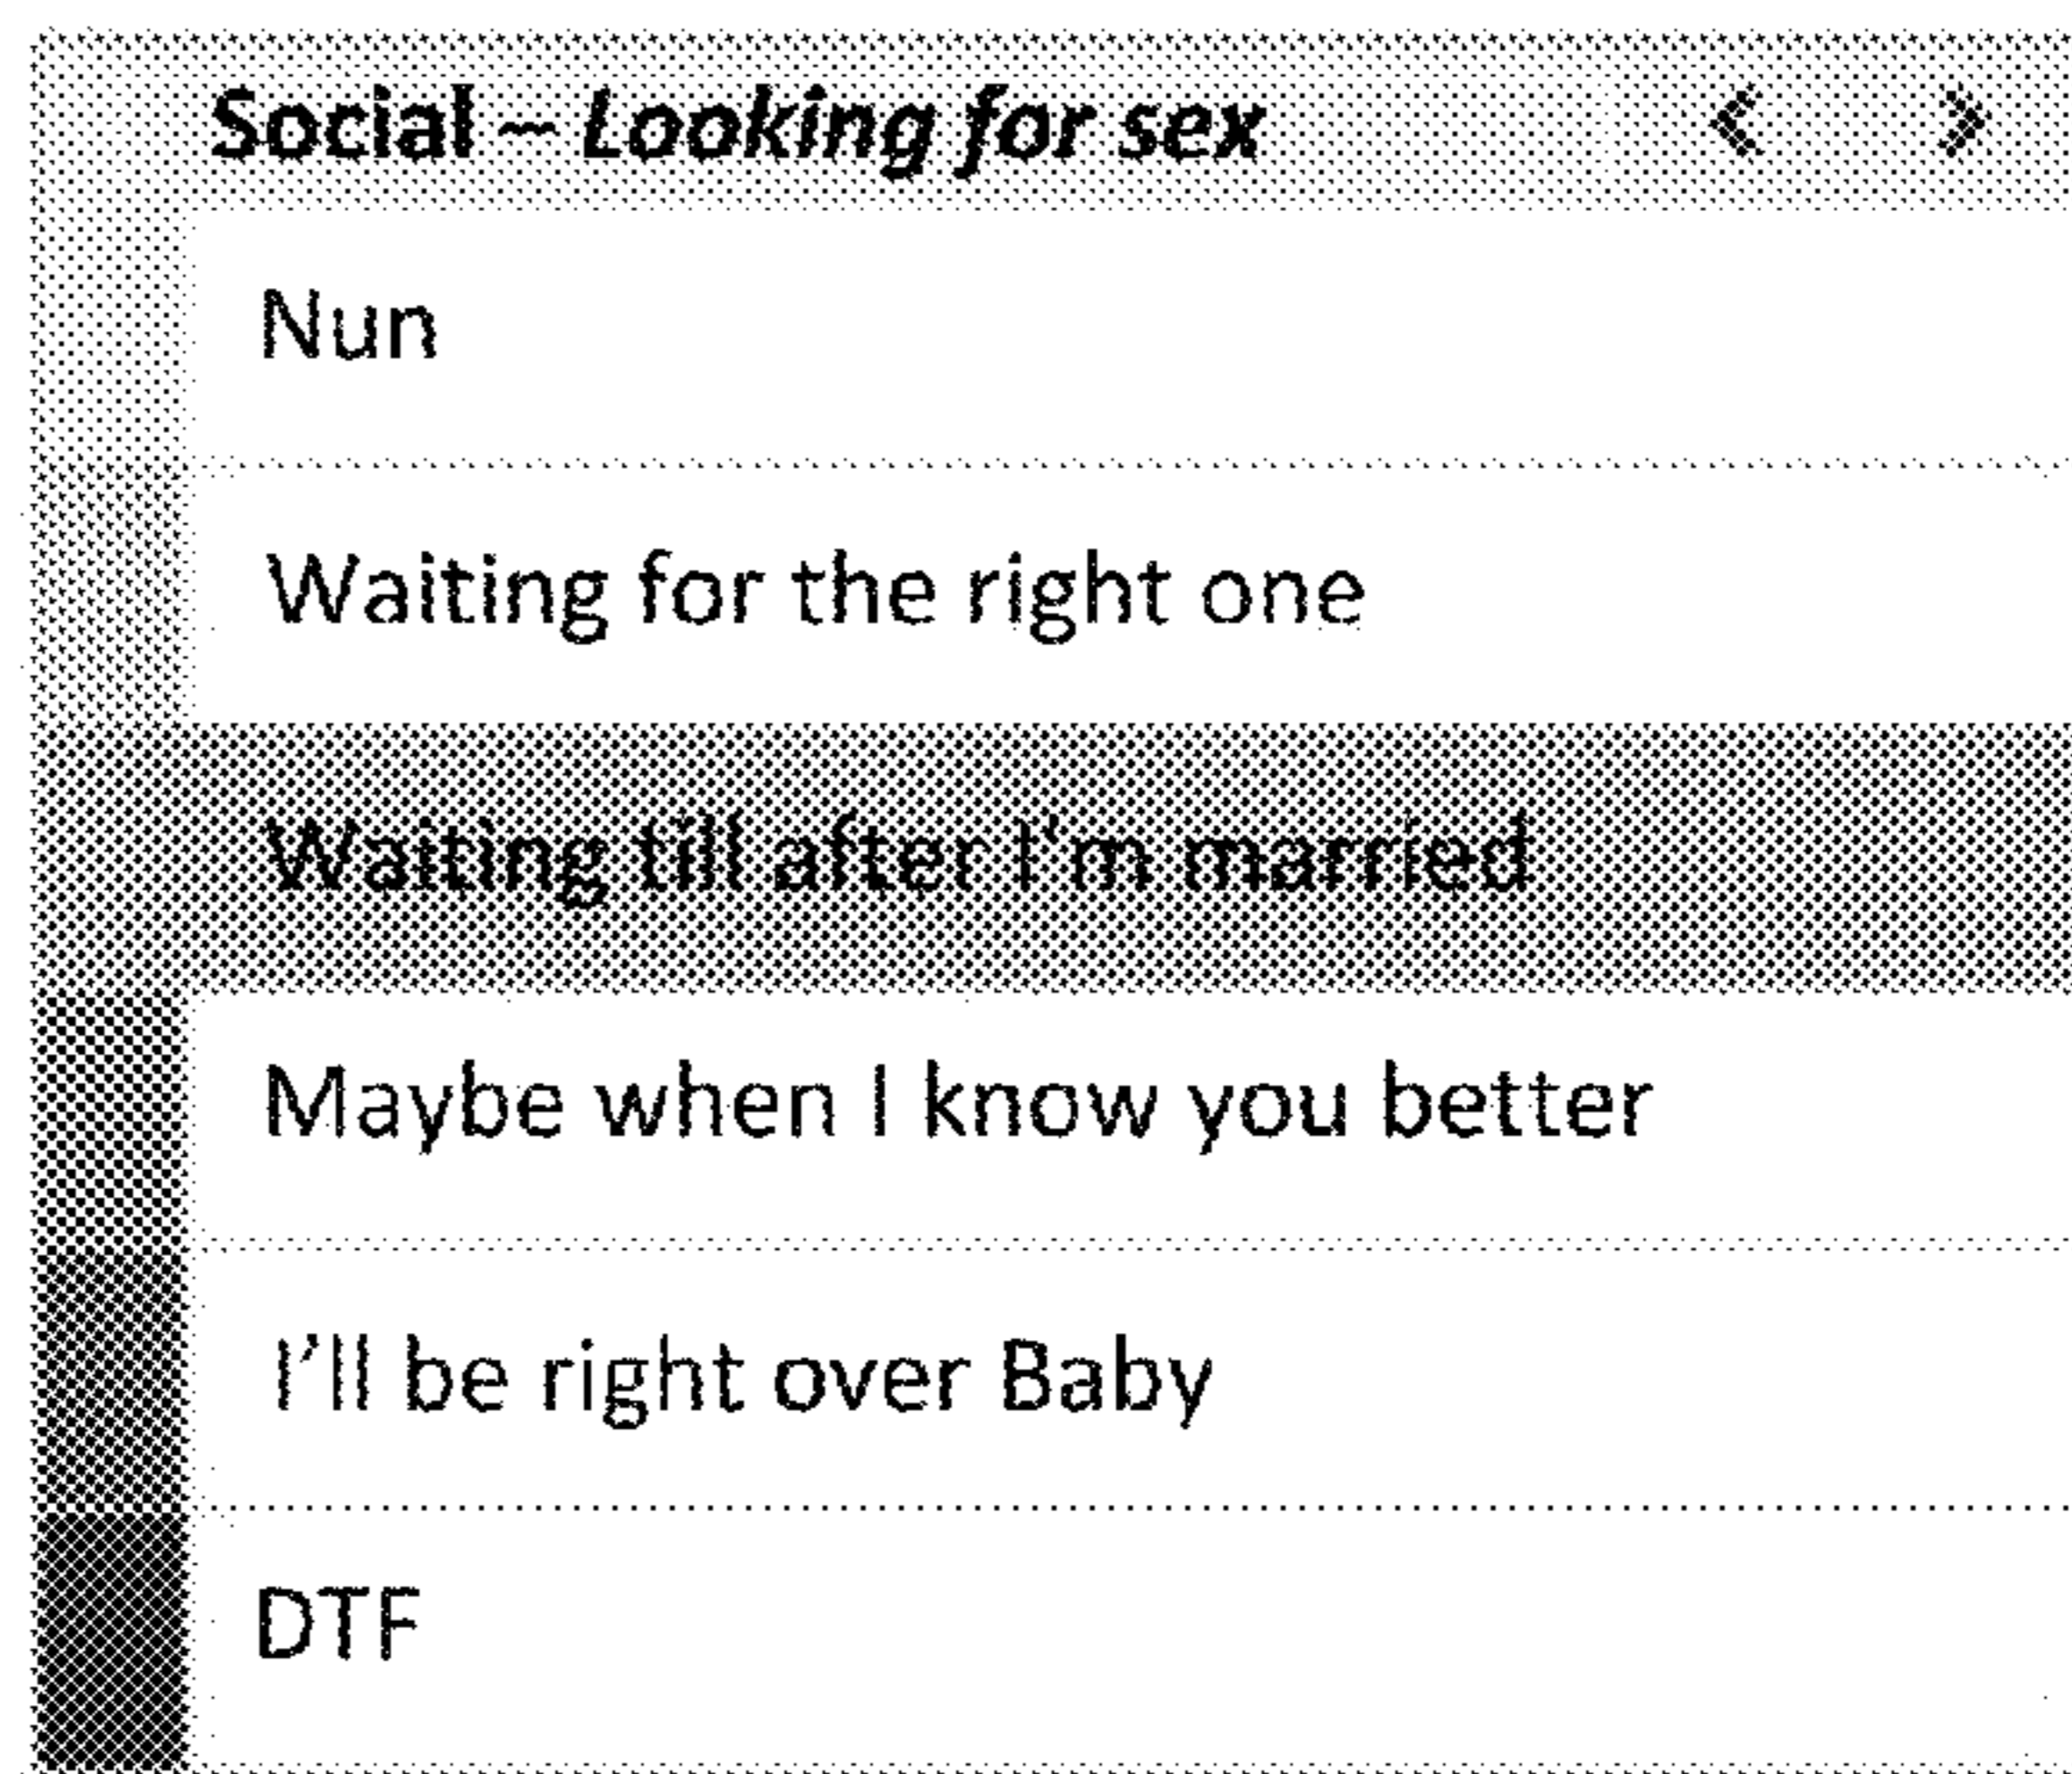 Social – Looking for sex
Nun
Waiting for the right one
Waiting till after I'm married
Maybe when I know you better
I’ll be right over Baby
DTF